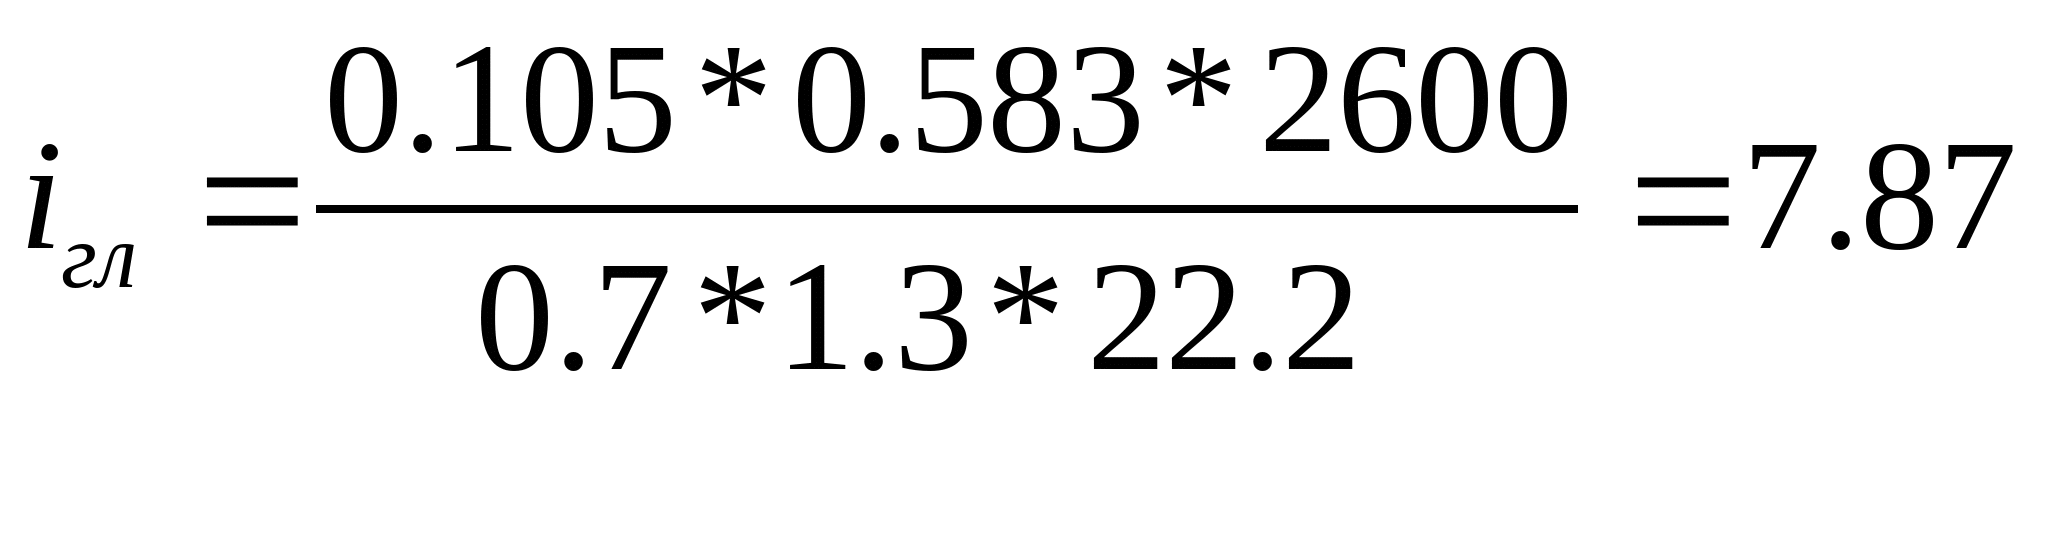 i_гл = (0.105 * 0.583 * 2600) / (0.7 * 1.3 * 22.2) = 7.87